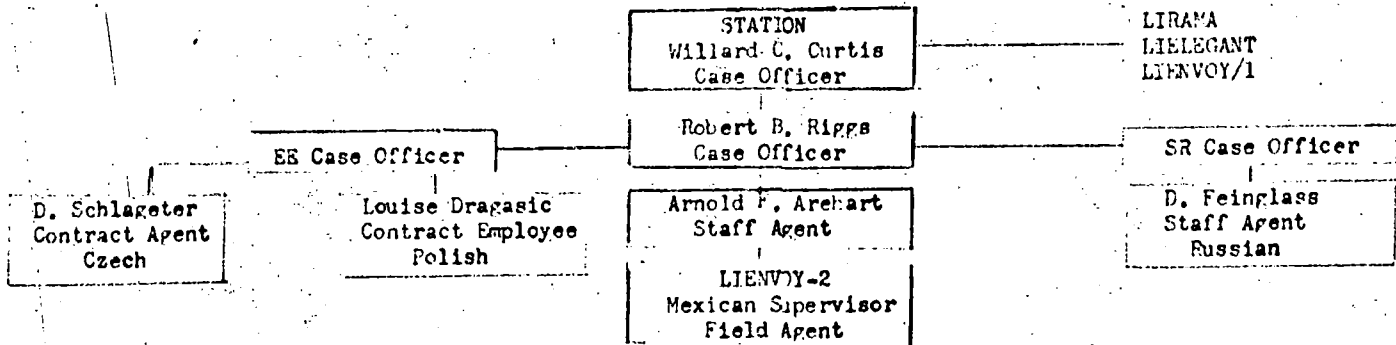 STATION
Willard C. Curtis
Case Officer
LIRAMA
LIELEGANT
LIENVOY/1
Robert B. Riggs
Case Officer
EE Case Officer
SR Case Officer
D. Schlageter
Contract Agent
Czech
Louise Dragasic
Contract Employee
Polish
Arnold F. Arehart
Staff Agent
D. Feinglass
Staff Agent
Russian
LIENVOY-2
Mexican Supervisor
Field Agent